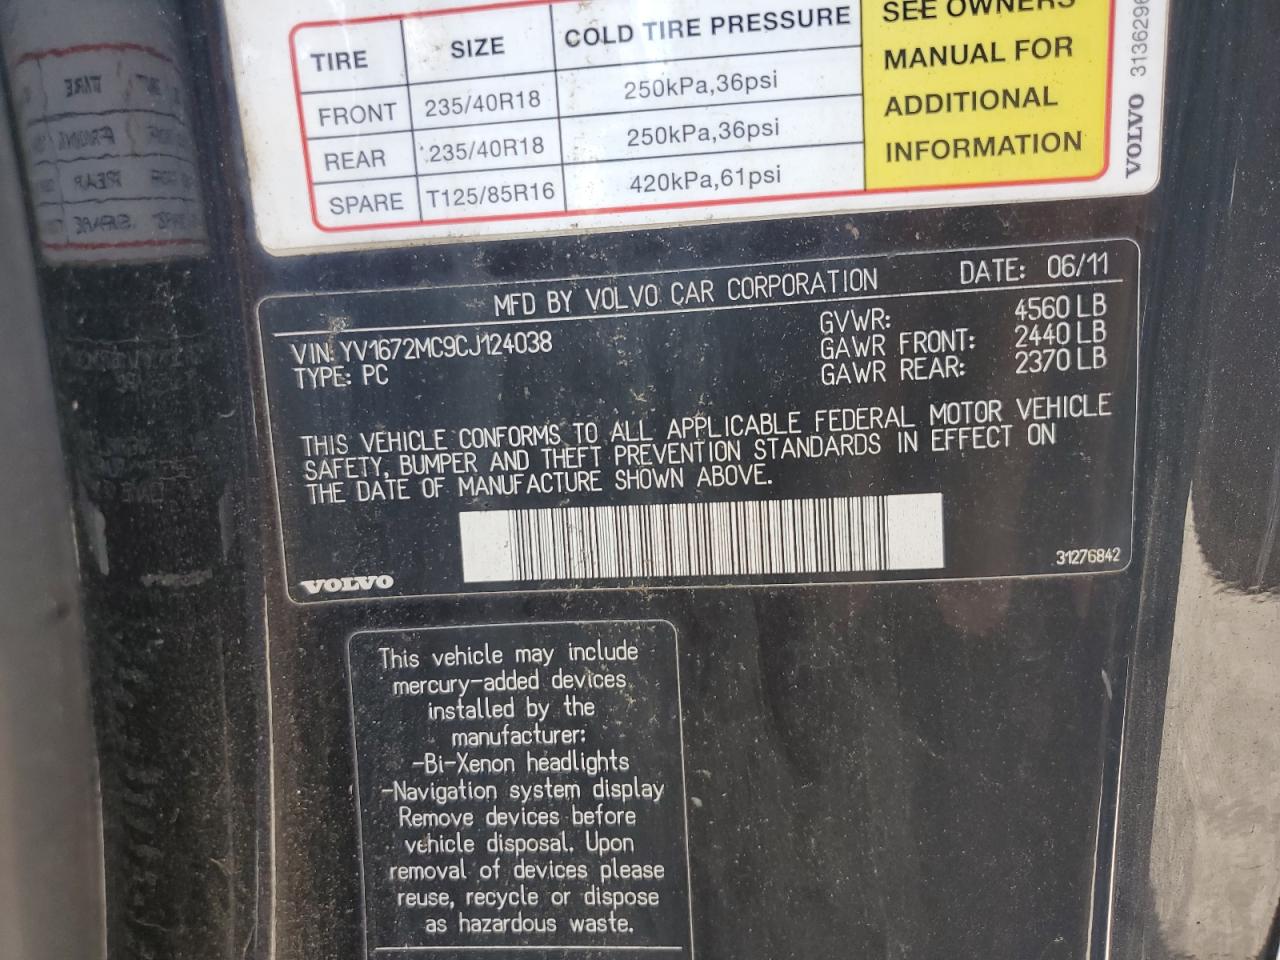 TIRE SIZE COLD TIRE PRESSURE
FRONT 235/40R18 250kPa,36psi
REAR 235/40R18 250kPa,36psi
SPARE T125/85R16 420kPa,61psi
SEE OWNERS
MANUAL FOR
ADDITIONAL
INFORMATION
VOLVO
MFD BY VOLVO CAR CORPORATION DATE: 06/11
VIN: YV1672MC9CJ124038
TYPE: PC
GVWR: 4560 LB
GAWR FRONT: 2440 LB
GAWR REAR: 2370 LB
THIS VEHICLE CONFORMS TO ALL APPLICABLE FEDERAL MOTOR VEHICLE
SAFETY, BUMPER AND THEFT PREVENTION STANDARDS IN EFFECT ON
THE DATE OF MANUFACTURE SHOWN ABOVE.
VOLVO
31276842
This vehicle may include
mercury-added devices
installed by the
manufacturer:
-Bi-Xenon headlights
-Navigation system display
Remove devices before
vehicle disposal. Upon
removal of devices please
reuse, recycle or dispose
as hazardous waste.